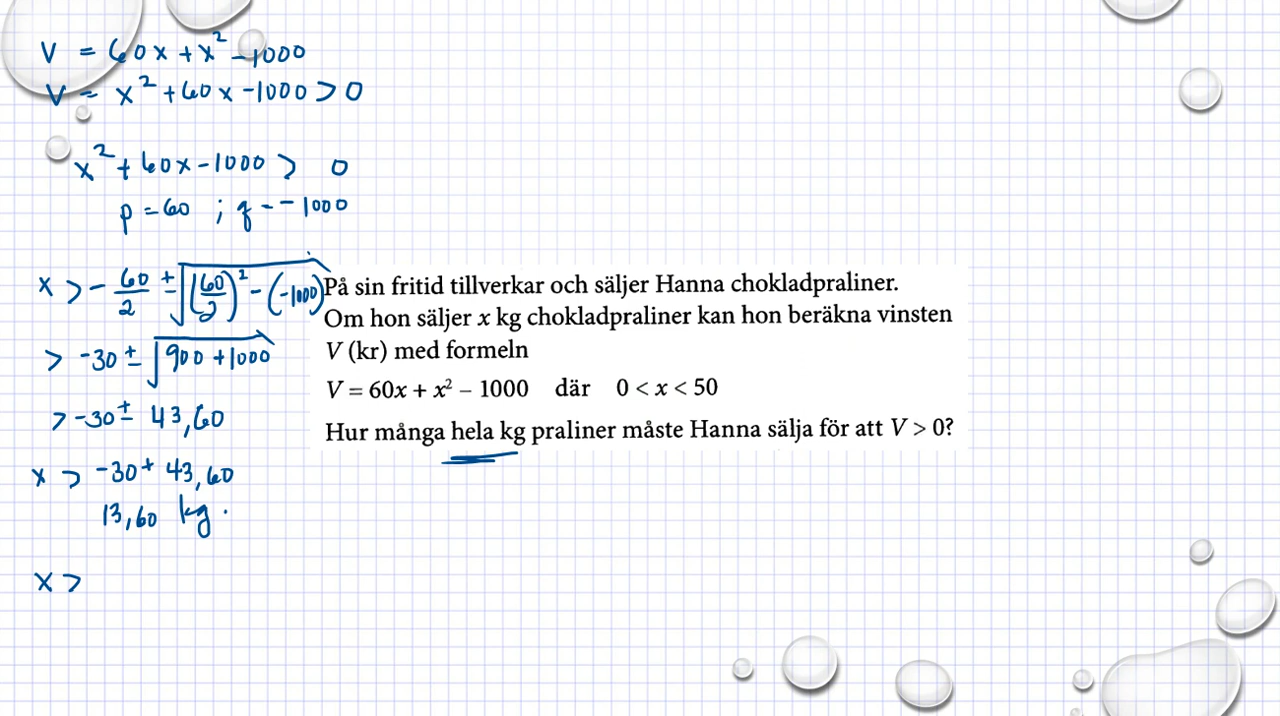 V = 60x + x² - 1000
V = x² + 60x - 1000 > 0
x² + 60x - 1000 > 0
p = 60 ; q = - 1000
x > - 60/2 ± √(60/2)² - (-1000)
> -30 ± √900 + 1000
> -30 ± 43,60
x > -30 + 43,60
13,60 kg.
x >
På sin fritid tillverkar och säljer Hanna chokladpraliner.
Om hon säljer x kg chokladpraliner kan hon beräkna vinsten
V (kr) med formeln
V = 60x + x² – 1000 där 0 < x < 50
Hur många hela kg praliner måste Hanna sälja för att V > 0?